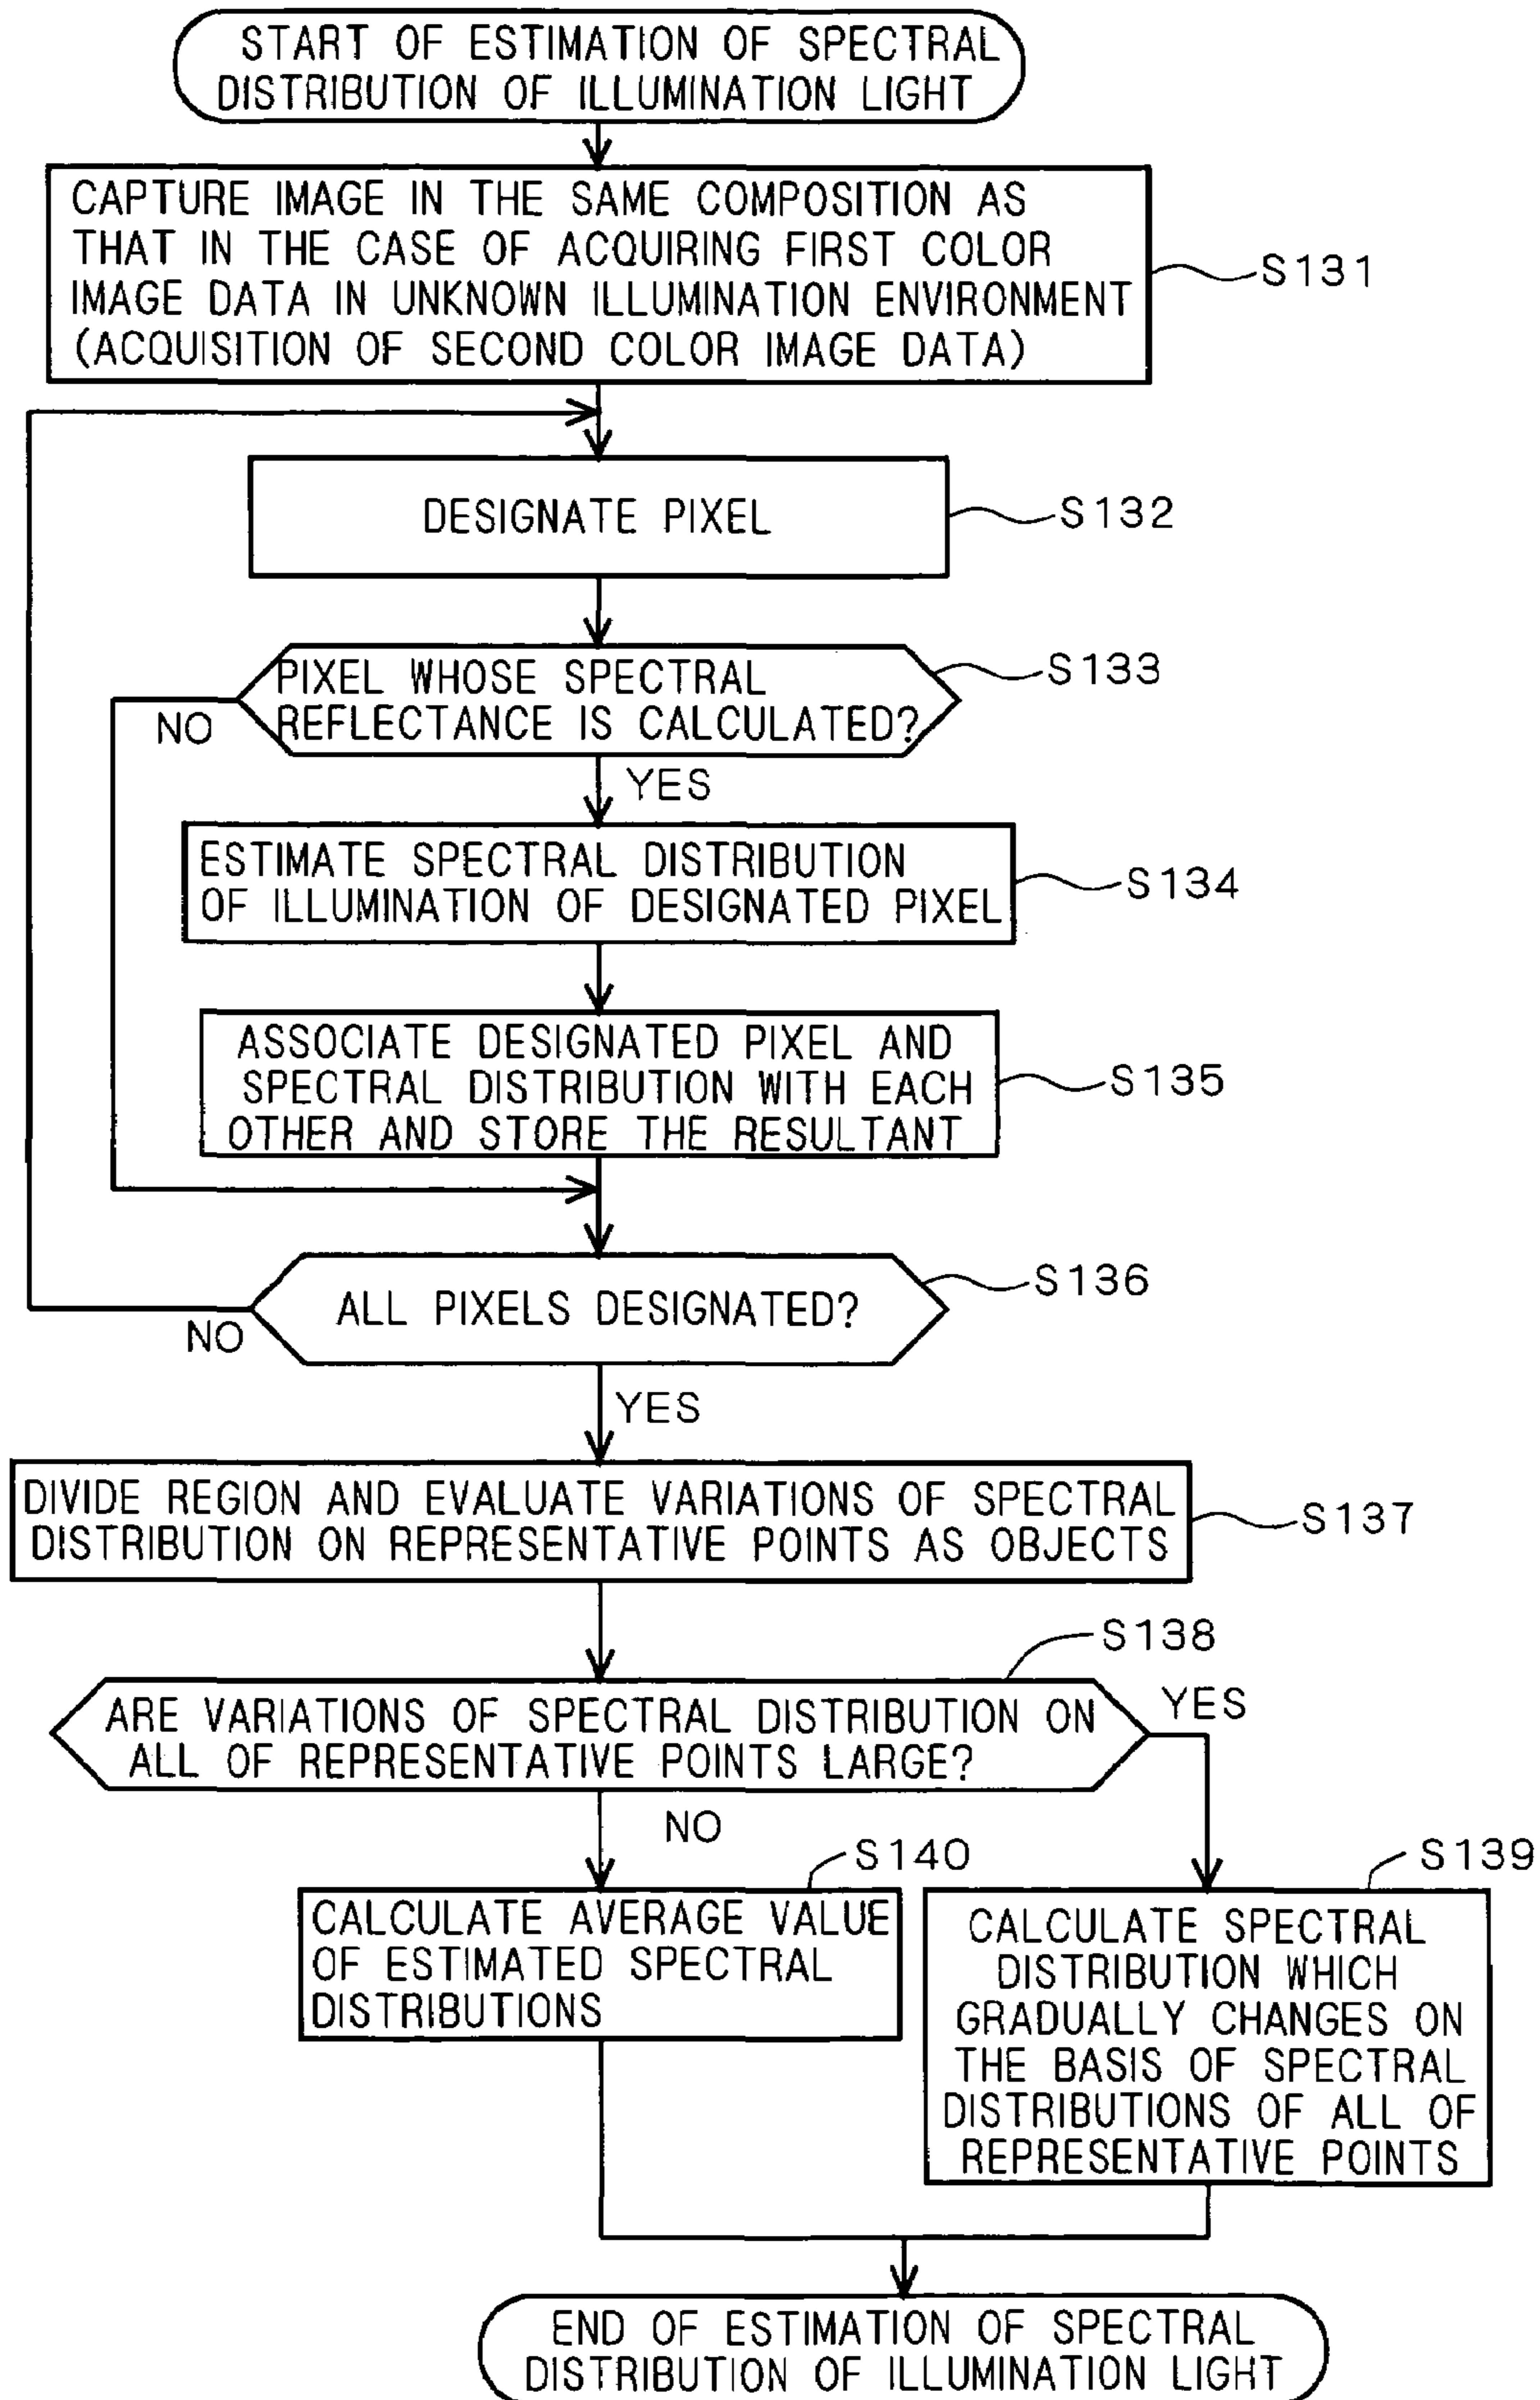 START OF ESTIMATION OF SPECTRAL
DISTRIBUTION OF ILLUMINATION LIGHT
CAPTURE IMAGE IN THE SAME COMPOSITION AS
THAT IN THE CASE OF ACQUIRING FIRST COLOR
IMAGE DATA IN UNKNOWN ILLUMINATION ENVIRONMENT
(ACQUISITION OF SECOND COLOR IMAGE DATA)
S131
DESIGNATE PIXEL
S132
PIXEL WHOSE SPECTRAL
REFLECTANCE IS CALCULATED?
S133
NO
YES
ESTIMATE SPECTRAL DISTRIBUTION
OF ILLUMINATION OF DESIGNATED PIXEL
S134
ASSOCIATE DESIGNATED PIXEL AND
SPECTRAL DISTRIBUTION WITH EACH
OTHER AND STORE THE RESULTANT
S135
ALL PIXELS DESIGNATED?
S136
NO
YES
DIVIDE REGION AND EVALUATE VARIATIONS OF SPECTRAL
DISTRIBUTION ON REPRESENTATIVE POINTS AS OBJECTS
S137
S138
ARE VARIATIONS OF SPECTRAL DISTRIBUTION ON
ALL OF REPRESENTATIVE POINTS LARGE?
YES
NO
S140
CALCULATE AVERAGE VALUE
OF ESTIMATED SPECTRAL
DISTRIBUTIONS
S139
CALCULATE SPECTRAL
DISTRIBUTION WHICH
GRADUALLY CHANGES ON
THE BASIS OF SPECTRAL
DISTRIBUTIONS OF ALL OF
REPRESENTATIVE POINTS
END OF ESTIMATION OF SPECTRAL
DISTRIBUTION OF ILLUMINATION LIGHT